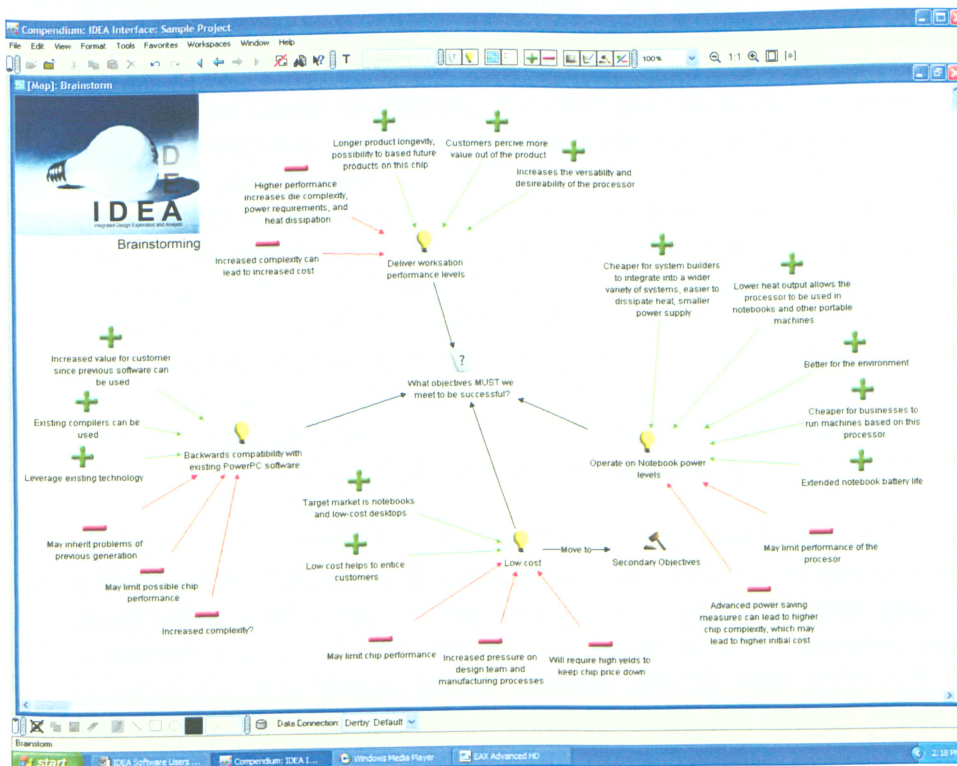 Compendium: IDEA Interface: Sample Project
File Edit View Format Tools Favorites Workspaces Window Help
T
100%
1:1
[Map]: Brainstorm
IDEA
IDEA
Integrated Design Exploration and Analysis
Brainstorming
Longer product longevity,
possibility to based future
products on this chip
Customers percive more
value out of the product
Increases the versatility and
desireability of the processor
Higher performance
increases die complexity,
power requirements, and
heat dissipation
Increased complexity can
lead to increased cost
Deliver worksation
performance levels
Cheaper for system builders
to integrate into a wider
variety of systems, easier to
dissipate heat, smaller
power supply
Lower heat output allows the
processor to be used in
notebooks and other portable
machines
Better for the environment
Cheaper for businesses to
run machines based on this
processor
Extended notebook battery life
Operate on Notebook power
levels
May limit performance of the
procesor
Advanced power saving
measures can lead to higher
chip complexity, which may
lead to higher initial cost
?
What objectives MUST we
meet to be successful?
Increased value for customer
since previous software can
be used
Existing compilers can be
used
Leverage existing technology
Backwards compatibility with
existing PowerPC software
May inherit problems of
previous generation
May limit possible chip
performance
Increased complexity?
Target market is notebooks
and low-cost desktops
Low cost helps to entice
customers
Low cost
Move to
Secondary Objectives
May limit chip performance
Increased pressure on
design team and
manufacturing processes
Will require high yelds to
keep chip price down
Data Connection: Derby: Default
Brainstorm
start
IDEA Software Users ...
Compendium: IDEA I...
Windows Media Player
EAX Advanced HD
2:18 PM